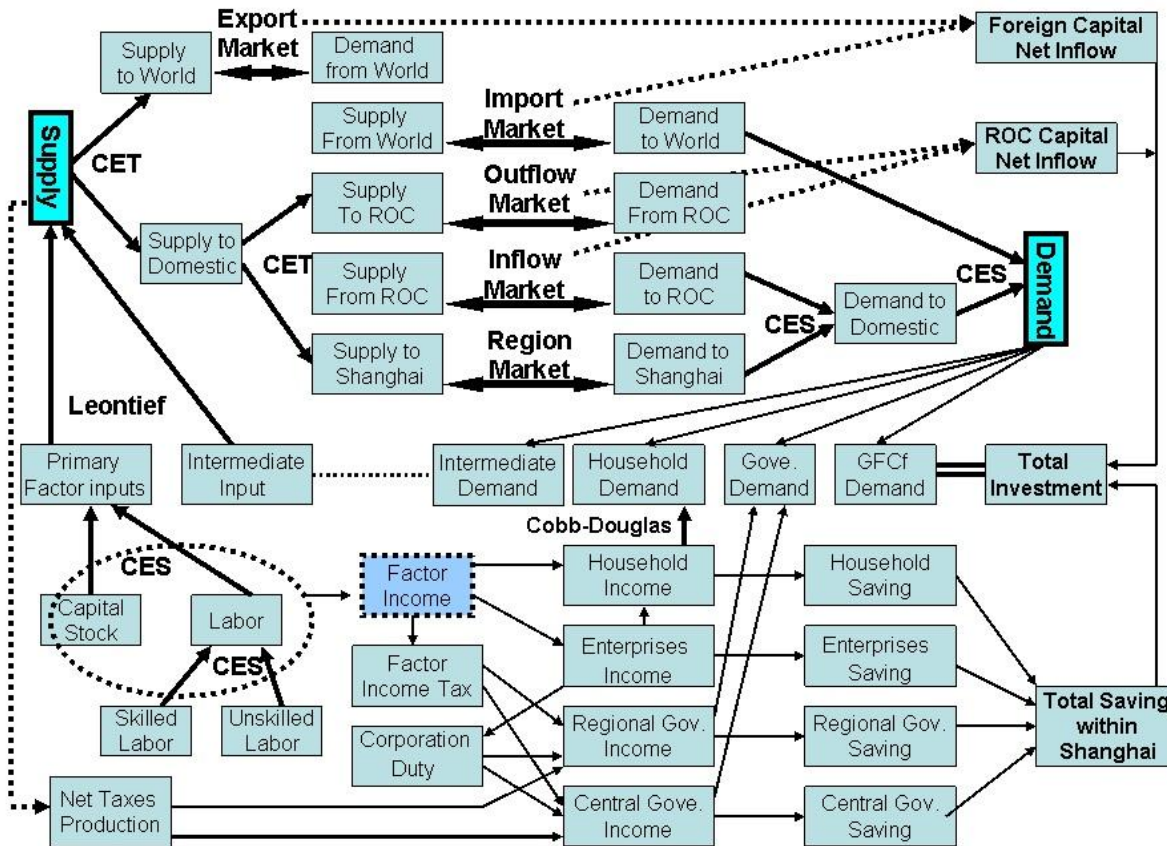 Export
Market
Supply
to World
Demand
from World
Foreign Capital
Net Inflow
Supply
CET
Supply
From World
Import
Market
Demand
to World
ROC Capital
Net Inflow
Supply to
Domestic
CET
Supply
To ROC
Outflow
Market
Demand
From ROC
Supply
From ROC
Inflow
Market
Demand
to ROC
CES
Demand to
Domestic
CES
Demand
Supply to
Shanghai
Region
Market
Demand to
Shanghai
Leontief
Primary
Factor inputs
Intermediate
Input
Intermediate
Demand
Household
Demand
Gove.
Demand
GFCf
Demand
Total
Investment
Cobb-Douglas
CES
Capital
Stock
Labor
CES
Skilled
Labor
Unskilled
Labor
Factor
Income
Household
Income
Household
Saving
Factor
Income Tax
Enterprises
Income
Enterprises
Saving
Corporation
Duty
Regional Gov.
Income
Regional Gov.
Saving
Total Saving
within
Shanghai
Net Taxes
Production
Central Gove.
Income
Central Gov.
Saving